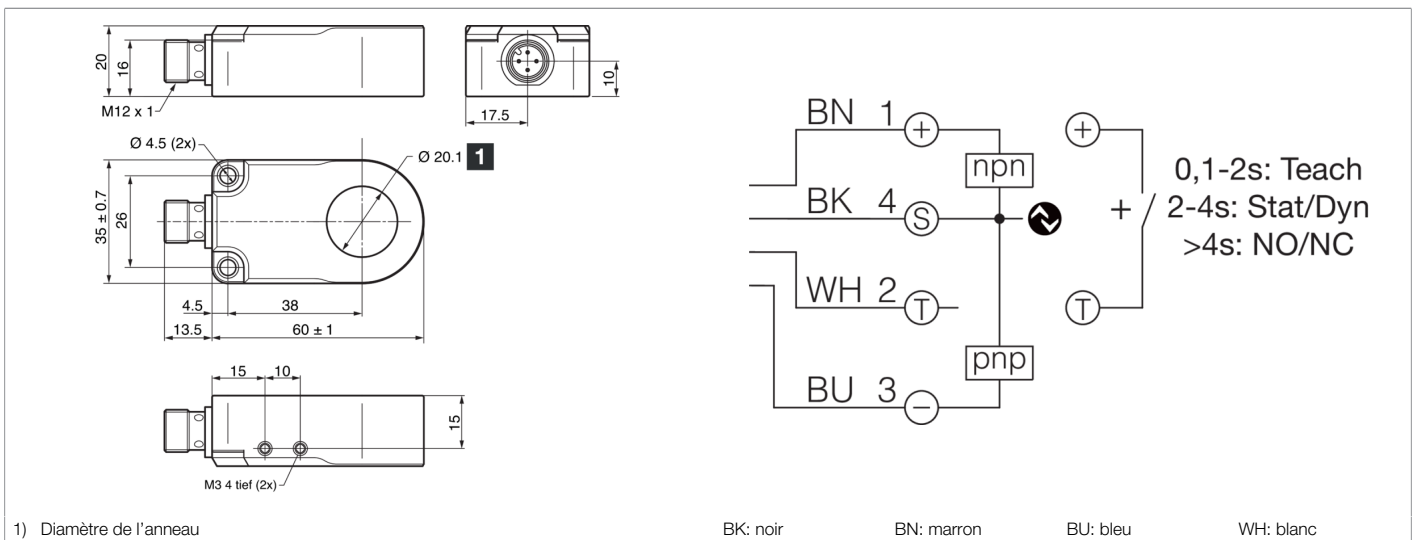 20
16
M12 x 1
10
17.5
Ø 4.5 (2x)
Ø 20.1 1
35 ± 0.7
26
4.5
38
13.5
60 ± 1
15
10
15
M3 4 tief (2x)
BN 1 +
npn
BK 4 S
WH 2 T
pnp
BU 3 −
+
+
T
0,1-2s: Teach
2-4s: Stat/Dyn
>4s: NO/NC
1) Diamètre de l'anneau
BK: noir BN: marron BU: bleu WH: blanc